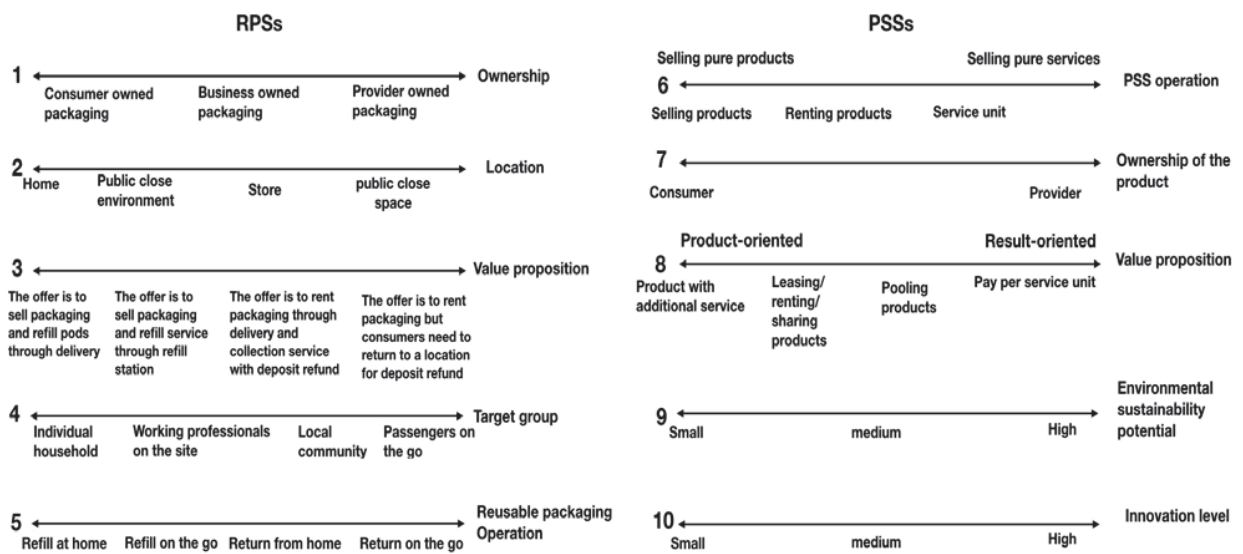 RPSs
1
Ownership
Consumer owned
packaging
Business owned
packaging
Provider owned
packaging
2
Location
Home
Public close
environment
Store
public close
space
3
Value proposition
The offer is to
sell packaging
and refill pods
through delivery
The offer is to
sell packaging
and refill service
through refill
station
The offer is to rent
packaging through
delivery and
collection service
with deposit refund
The offer is to rent
packaging but
consumers need to
return to a location
for deposit refund
4
Target group
Individual
household
Working professionals
on the site
Local
community
Passengers on
the go
5
Reusable packaging
Operation
Refill at home
Refill on the go
Return from home
Return on the go
PSSs
Selling pure products
Selling pure services
6
PSS operation
Selling products
Renting products
Service unit
7
Ownership of the
product
Consumer
Provider
Product-oriented
Result-oriented
8
Value proposition
Product with
additional service
Leasing/
renting/
sharing
products
Pooling
products
Pay per service unit
9
Environmental
sustainability
potential
Small
medium
High
10
Innovation level
Small
medium
High